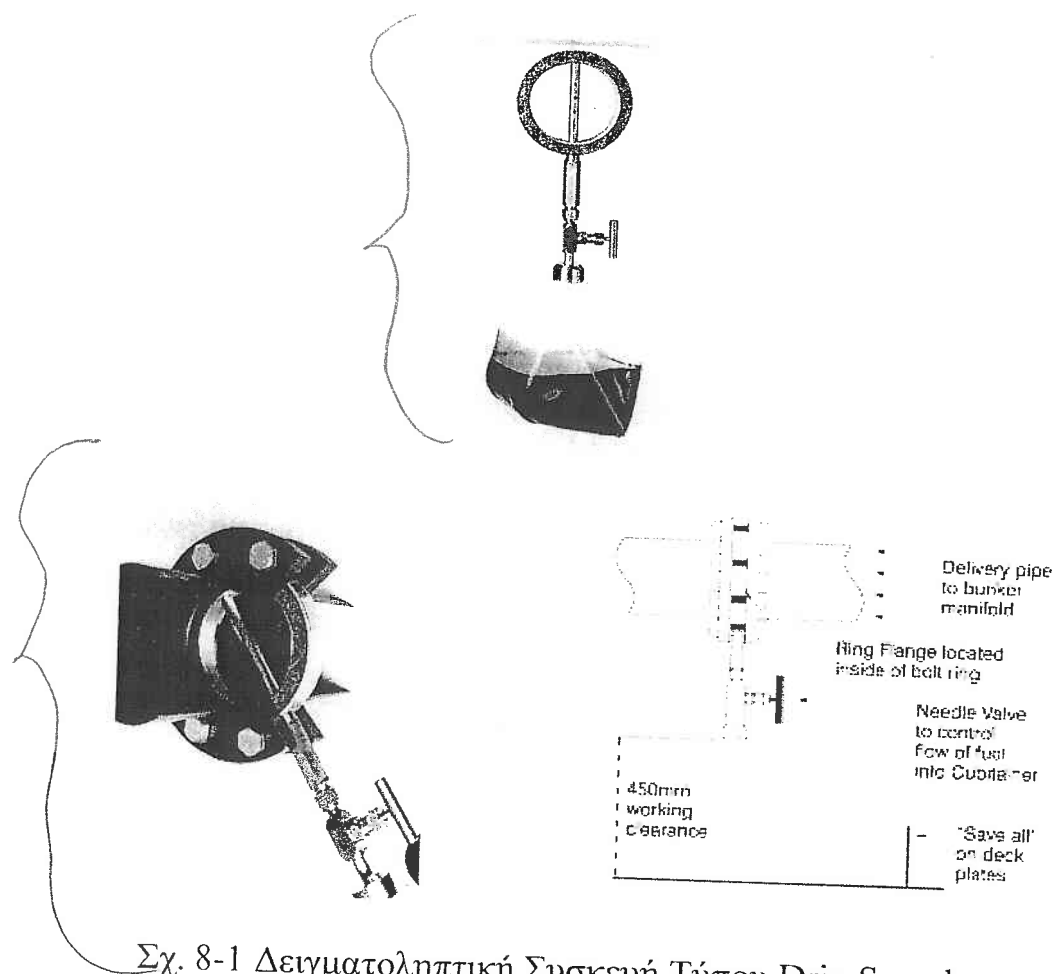 Delivery pipe
to bunker
manifold
Ring Flange located
inside of bolt ring
Needle Valve
to control
flow of fuel
into Cubitainer
450mm
working
clearance
"Save all"
on deck
plates
Σχ. 8-1 Δειγματοληπτική Συσκευή Τύπου Drip